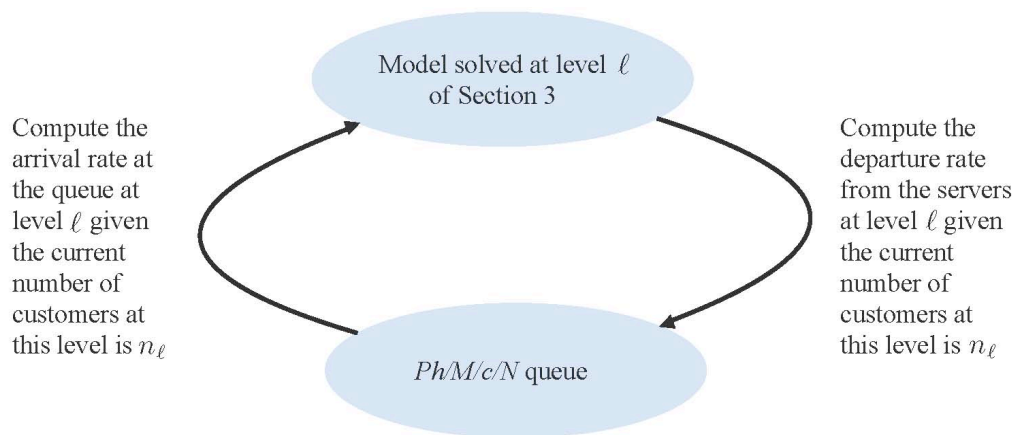 Model solved at level ℓ
of Section 3
Compute the
arrival rate at
the queue at
level ℓ given
the current
number of
customers at
this level is n_ℓ
Compute the
departure rate
from the servers
at level ℓ given
the current
number of
customers at
this level is n_ℓ
Ph/M/c/N queue